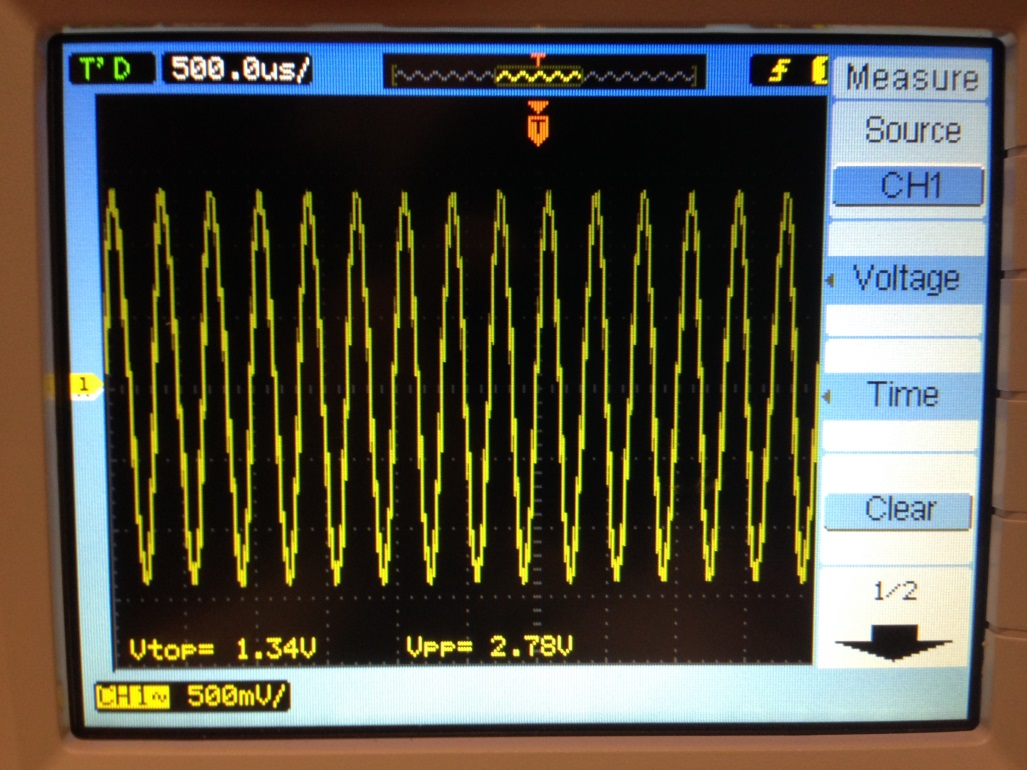 T'D 500.0us/ T 1
Measure
T
Source
CH1
Voltage
1
Time
Clear
1/2
Vtop= 1.34V Vpp= 2.78V
CH1~ 500mV/